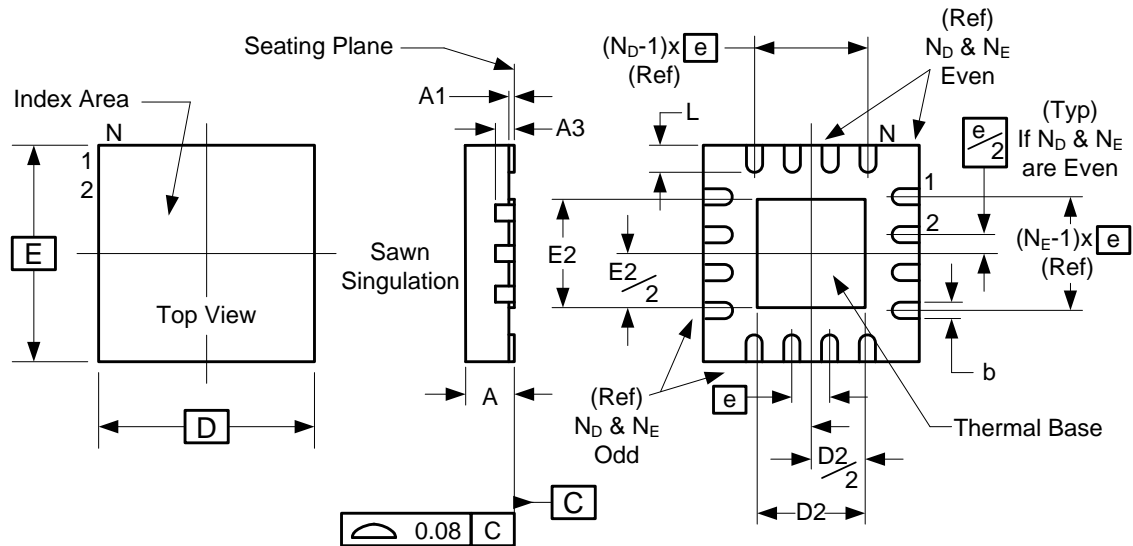 Seating Plane
Index Area
N
1
2
E
Top View
D
A1
A3
Sawn
Singulation
A
C
0.08 C
(N_D-1)x e
(Ref)
L
E2
E2/2
(Ref)
N_D & N_E
Even
N
e/2
(Typ)
If N_D & N_E
are Even
1
2
(N_E-1)x e
(Ref)
b
(Ref)
N_D & N_E
Odd
e
Thermal Base
D2/2
D2